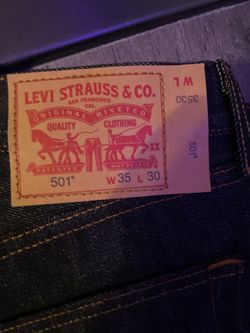 LEVI STRAUSS & CO.
SAN FRANCISCO
CAL.
ORIGINAL RIVETED
QUALITY CLOTHING
XX
PATENTED
501* W 35 L 30
W L
3530
501*